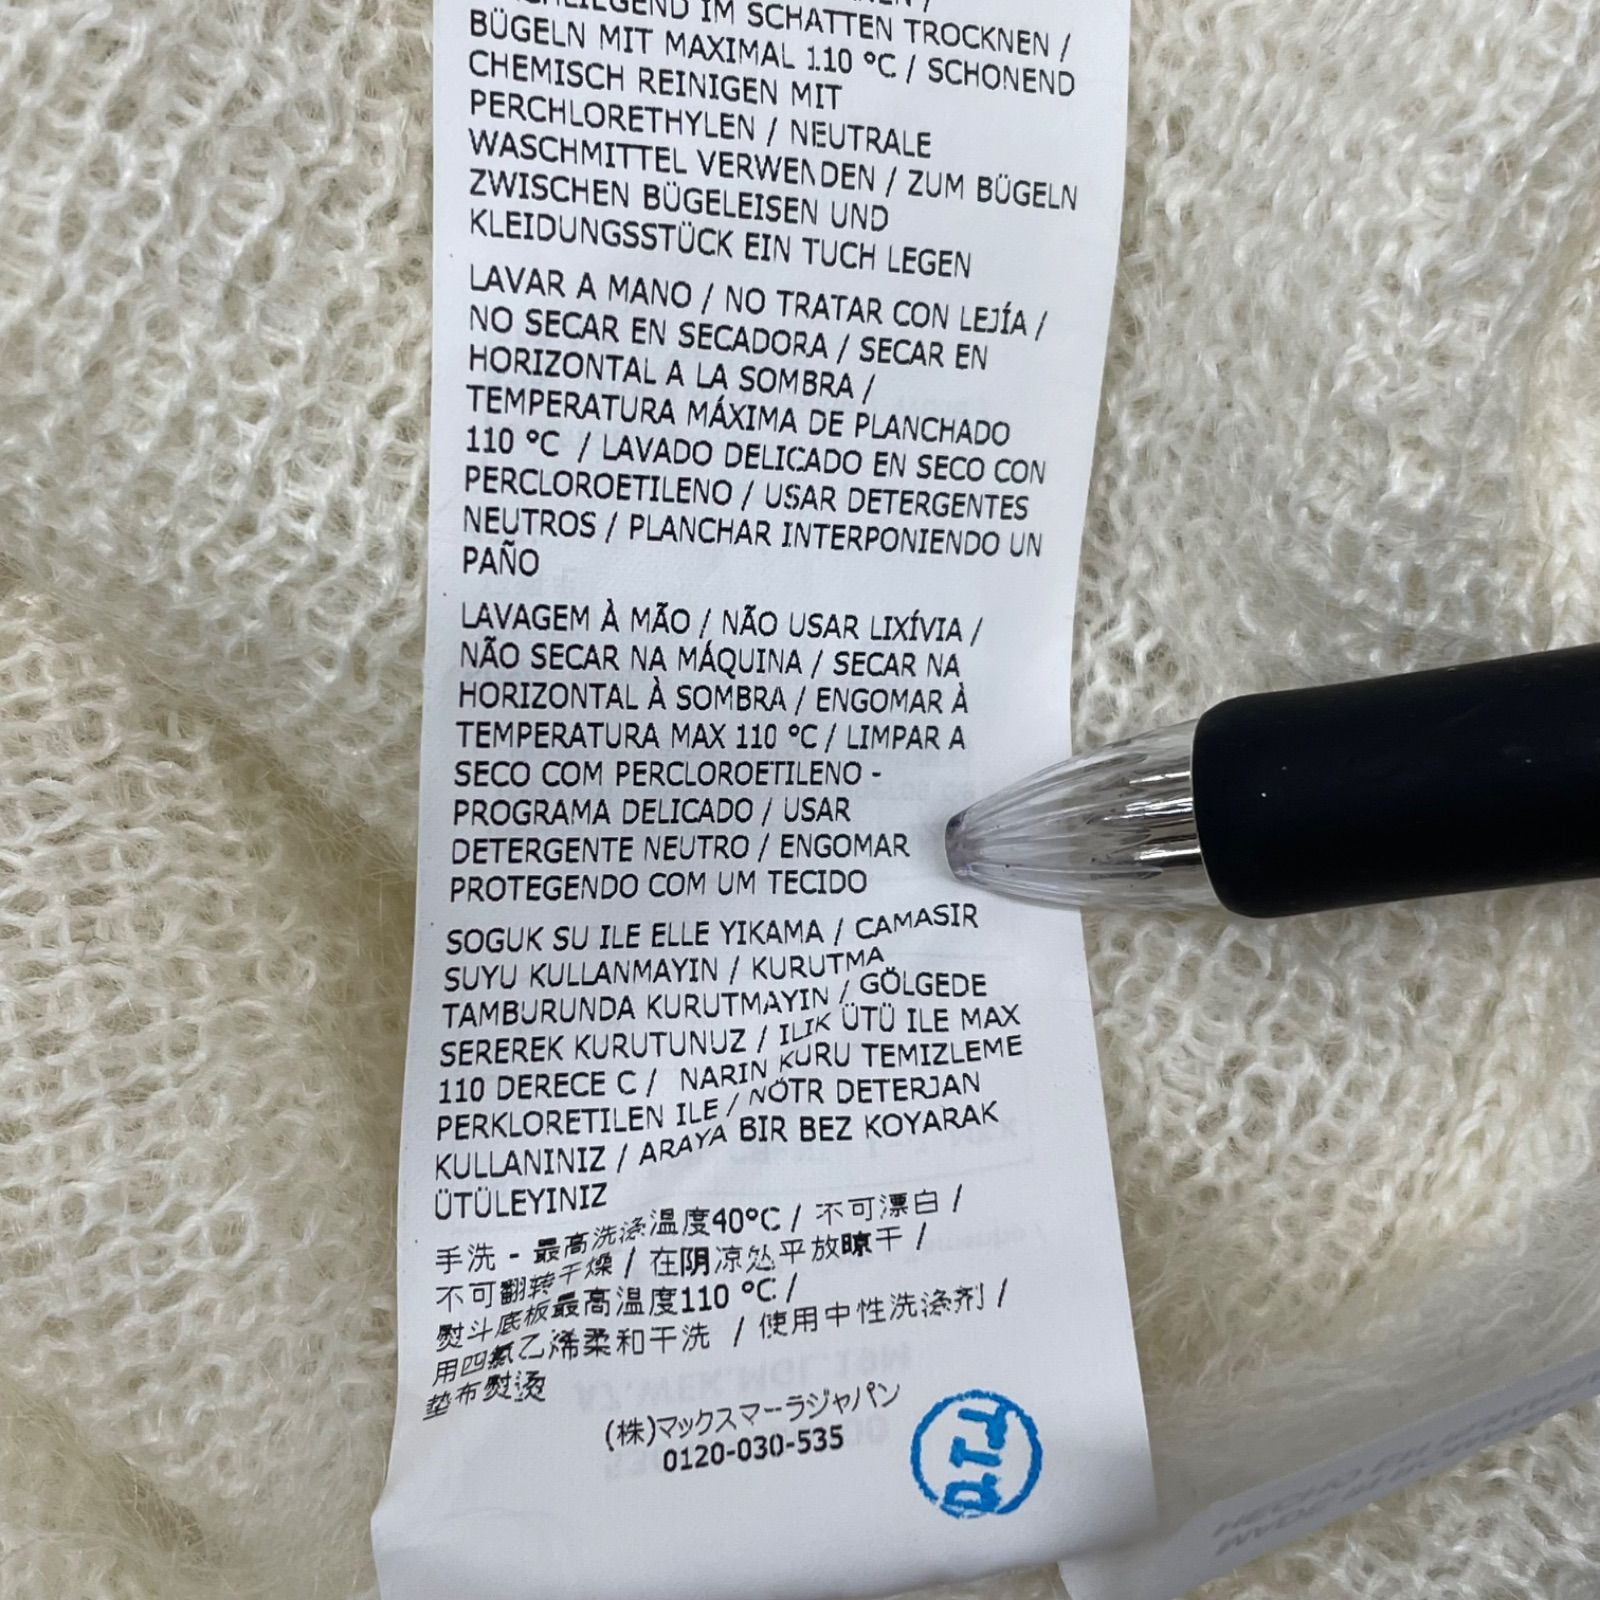 IM SCHATTEN TROCKNEN /
BÜGELN MIT MAXIMAL 110 °C / SCHONEND
CHEMISCH REINIGEN MIT
PERCHLORETHYLEN / NEUTRALE
WASCHMITTEL VERWENDEN / ZUM BÜGELN
ZWISCHEN BÜGELEISEN UND
KLEIDUNGSSTÜCK EIN TUCH LEGEN
LAVAR A MANO / NO TRATAR CON LEJÍA /
NO SECAR EN SECADORA / SECAR EN
HORIZONTAL A LA SOMBRA /
TEMPERATURA MÁXIMA DE PLANCHADO
110 °C / LAVADO DELICADO EN SECO CON
PERCLOROETILENO / USAR DETERGENTES
NEUTROS / PLANCHAR INTERPONIENDO UN
PAÑO
LAVAGEM À MÃO / NÃO USAR LIXÍVIA /
NÃO SECAR NA MÁQUINA / SECAR NA
HORIZONTAL À SOMBRA / ENGOMAR À
TEMPERATURA MAX 110 °C / LIMPAR A
SECO COM PERCLOROETILENO -
PROGRAMA DELICADO / USAR
DETERGENTE NEUTRO / ENGOMAR
PROTEGENDO COM UM TECIDO
SOGUK SU ILE ELLE YIKAMA / CAMASIR
SUYU KULLANMAYIN / KURUTMA
TAMBURUNDA KURUTMAYIN / GÖLGEDE
SEREREK KURUTUNUZ / ILIK ÜTÜ ILE MAX
110 DERECE C / NARIN KURU TEMIZLEME
PERKLORETILEN ILE / NÖTR DETERJAN
KULLANINIZ / ARAYA BIR BEZ KOYARAK
ÜTÜLEYINIZ
手洗 - 最高洗涤温度40°C / 不可漂白 /
不可翻转干燥 / 在阴凉处平放晾干 /
熨斗底板最高温度110 °C /
用四氯乙烯柔和干洗 / 使用中性洗涤剂 /
垫布熨烫
(株)マックスマーラジャパン
0120-030-535